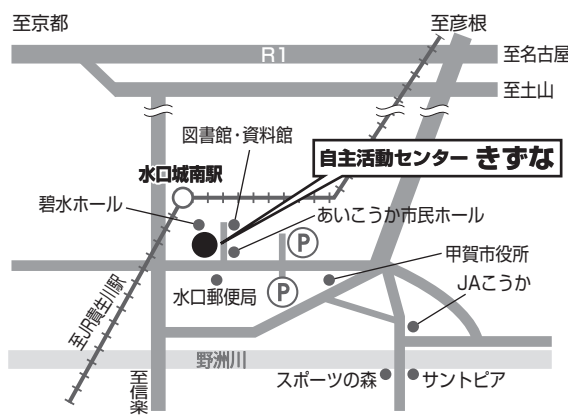 至京都
至彦根
R1
至名古屋
至土山
図書館・資料館
自主活動センター きずな
水口城南駅
碧水ホール
あいこうか市民ホール
P
甲賀市役所
JAこうか
水口郵便局
P
至JR貴生川駅
野洲川
至信楽
スポーツの森
サントピア